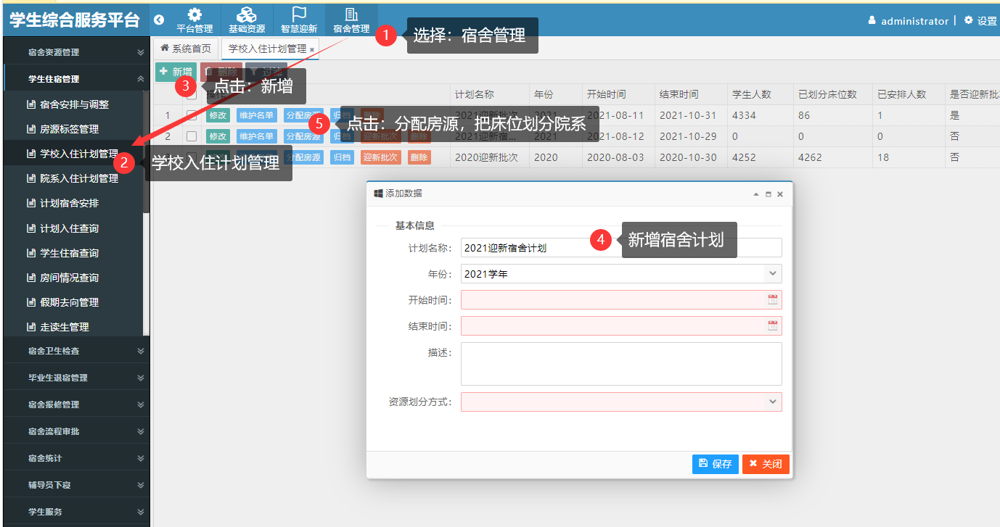 学生综合服务平台
平台管理 基础资源 智慧迎新 宿舍管理
administrator | 设置
1 选择：宿舍管理
系统首页 学校入住计划管理
新增 删除 过滤
3 点击：新增
操作 计划名称 年份 开始时间 结束时间 学生人数 已划分床位数 已安排人数 是否迎新批
1 修改 维护名单 分配房源 归档 删除 2021迎新批次 2021 2021-08-11 2021-10-31 4334 86 1 是
5 点击：分配房源，把床位划分院系
2 修改 维护名单 分配房源 归档 迎新批次 删除 2021迎新宿... 2021 2021-08-12 2021-10-29 0 0 0 否
分配房源 归档 迎新批次 删除 2020迎新批次 2020 2020-08-03 2020-10-30 4252 4262 18 否
宿舍资源管理
学生住宿管理
宿舍安排与调整
房源标签管理
学校入住计划管理
2 学校入住计划管理
院系入住计划管理
计划宿舍安排
计划入住查询
学生住宿查询
房间情况查询
假期去向管理
走读生管理
宿舍卫生检查
毕业生退宿管理
宿舍报修管理
宿舍流程审批
宿舍统计
辅导员下寝
学生服务
添加数据
基本信息
4 新增宿舍计划
计划名称： 2021迎新宿舍计划
年份： 2021学年
开始时间：
结束时间：
描述：
资源划分方式：
保存 关闭